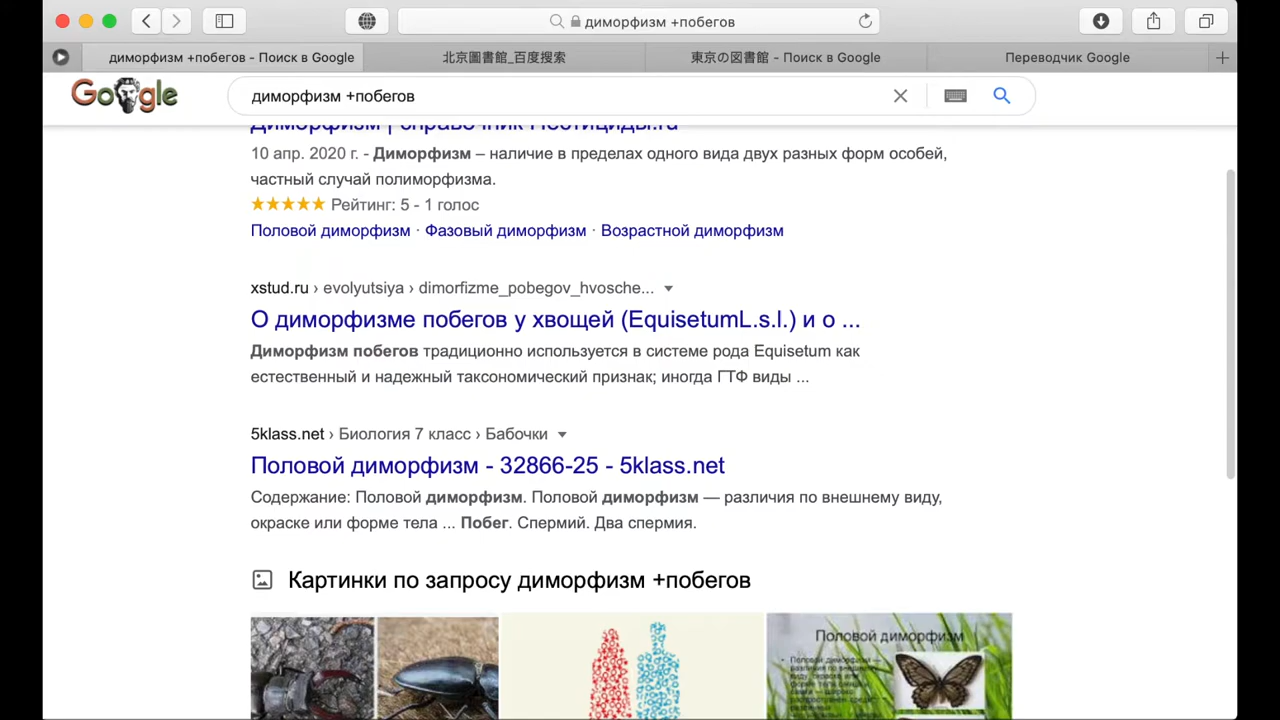 диморфизм +побегов
диморфизм +побегов - Поиск в Google
北京圖書館_百度搜索
東京の図書館 - Поиск в Google
Переводчик Google
Google
диморфизм +побегов
Диморфизм | справочник Пестициды.ru
10 апр. 2020 г. - Диморфизм – наличие в пределах одного вида двух разных форм особей,
частный случай полиморфизма.
Рейтинг: 5 - 1 голос
Половой диморфизм · Фазовый диморфизм · Возрастной диморфизм
xstud.ru › evolyutsiya › dimorfizme_pobegov_hvosche...
О диморфизме побегов у хвощей (EquisetumL.s.l.) и о ...
Диморфизм побегов традиционно используется в системе рода Equisetum как
естественный и надежный таксономический признак; иногда ГТФ виды ...
5klass.net › Биология 7 класс › Бабочки
Половой диморфизм - 32866-25 - 5klass.net
Содержание: Половой диморфизм. Половой диморфизм — различия по внешнему виду,
окраске или форме тела ... Побег. Спермий. Два спермия.
Картинки по запросу диморфизм +побегов
Половой диморфизм